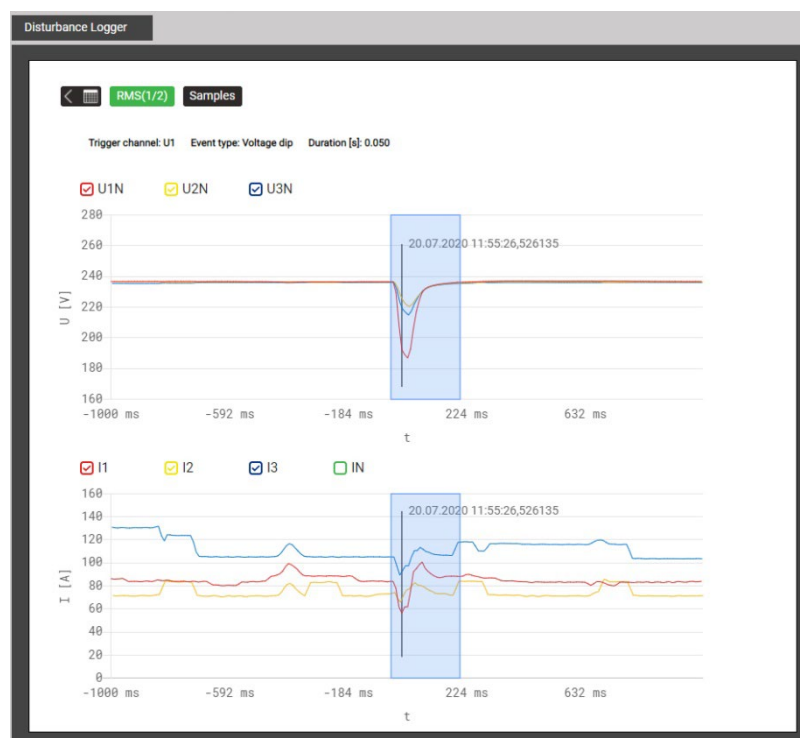 Disturbance Logger
RMS(1/2) Samples
Trigger channel: U1 Event type: Voltage dip Duration [s]: 0.050
U1N U2N U3N
280
260
240
220
200
180
160
U [V]
20.07.2020 11:55:26,526135
-1000 ms -592 ms -184 ms 224 ms 632 ms
t
I1 I2 I3 IN
160
140
120
100
80
60
40
20
0
I [A]
20.07.2020 11:55:26,526135
-1000 ms -592 ms -184 ms 224 ms 632 ms
t